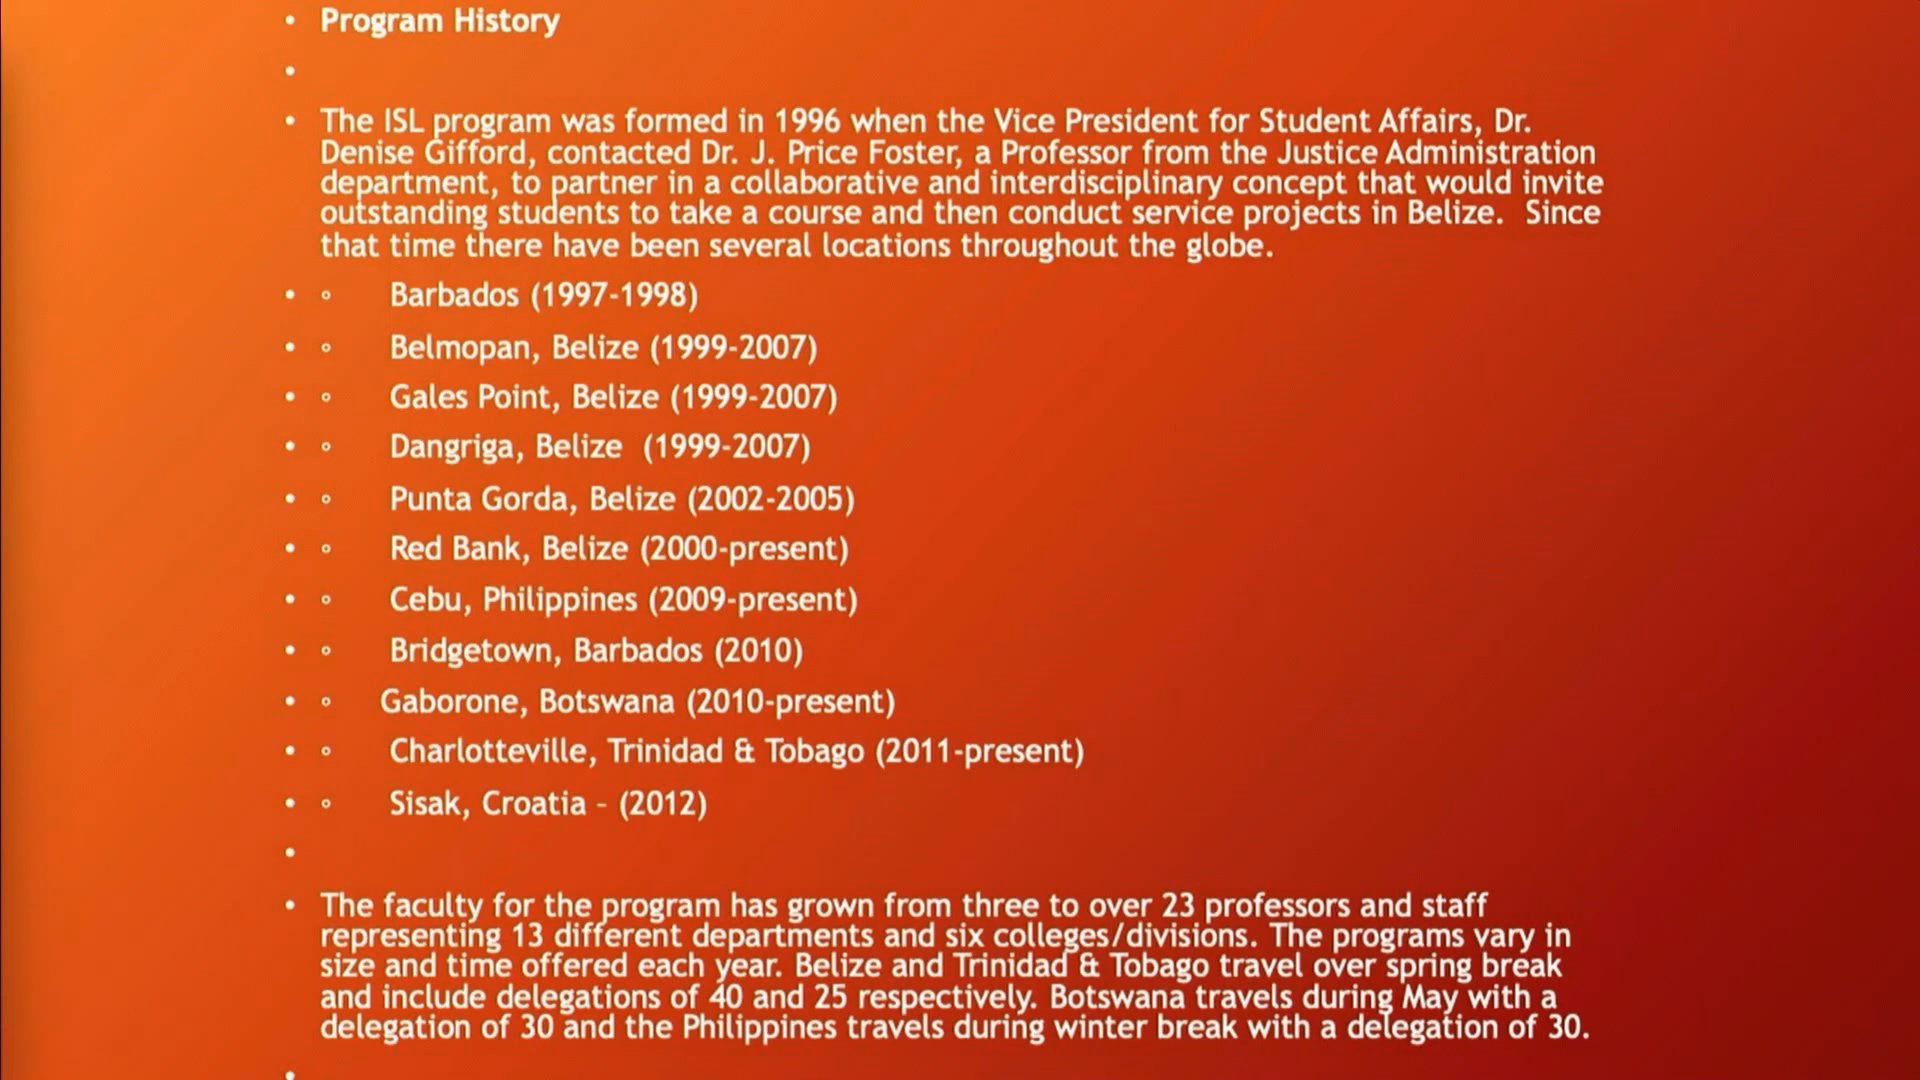 • Program History
•
• The ISL program was formed in 1996 when the Vice President for Student Affairs, Dr.
Denise Gifford, contacted Dr. J. Price Foster, a Professor from the Justice Administration
department, to partner in a collaborative and interdisciplinary concept that would invite
outstanding students to take a course and then conduct service projects in Belize.  Since
that time there have been several locations throughout the globe.
• ° Barbados (1997-1998)
• ° Belmopan, Belize (1999-2007)
• ° Gales Point, Belize (1999-2007)
• ° Dangriga, Belize  (1999-2007)
• ° Punta Gorda, Belize (2002-2005)
• ° Red Bank, Belize (2000-present)
• ° Cebu, Philippines (2009-present)
• ° Bridgetown, Barbados (2010)
• ° Gaborone, Botswana (2010-present)
• ° Charlotteville, Trinidad & Tobago (2011-present)
• ° Sisak, Croatia - (2012)
•
• The faculty for the program has grown from three to over 23 professors and staff
representing 13 different departments and six colleges/divisions. The programs vary in
size and time offered each year. Belize and Trinidad & Tobago travel over spring break
and include delegations of 40 and 25 respectively. Botswana travels during May with a
delegation of 30 and the Philippines travels during winter break with a delegation of 30.
•